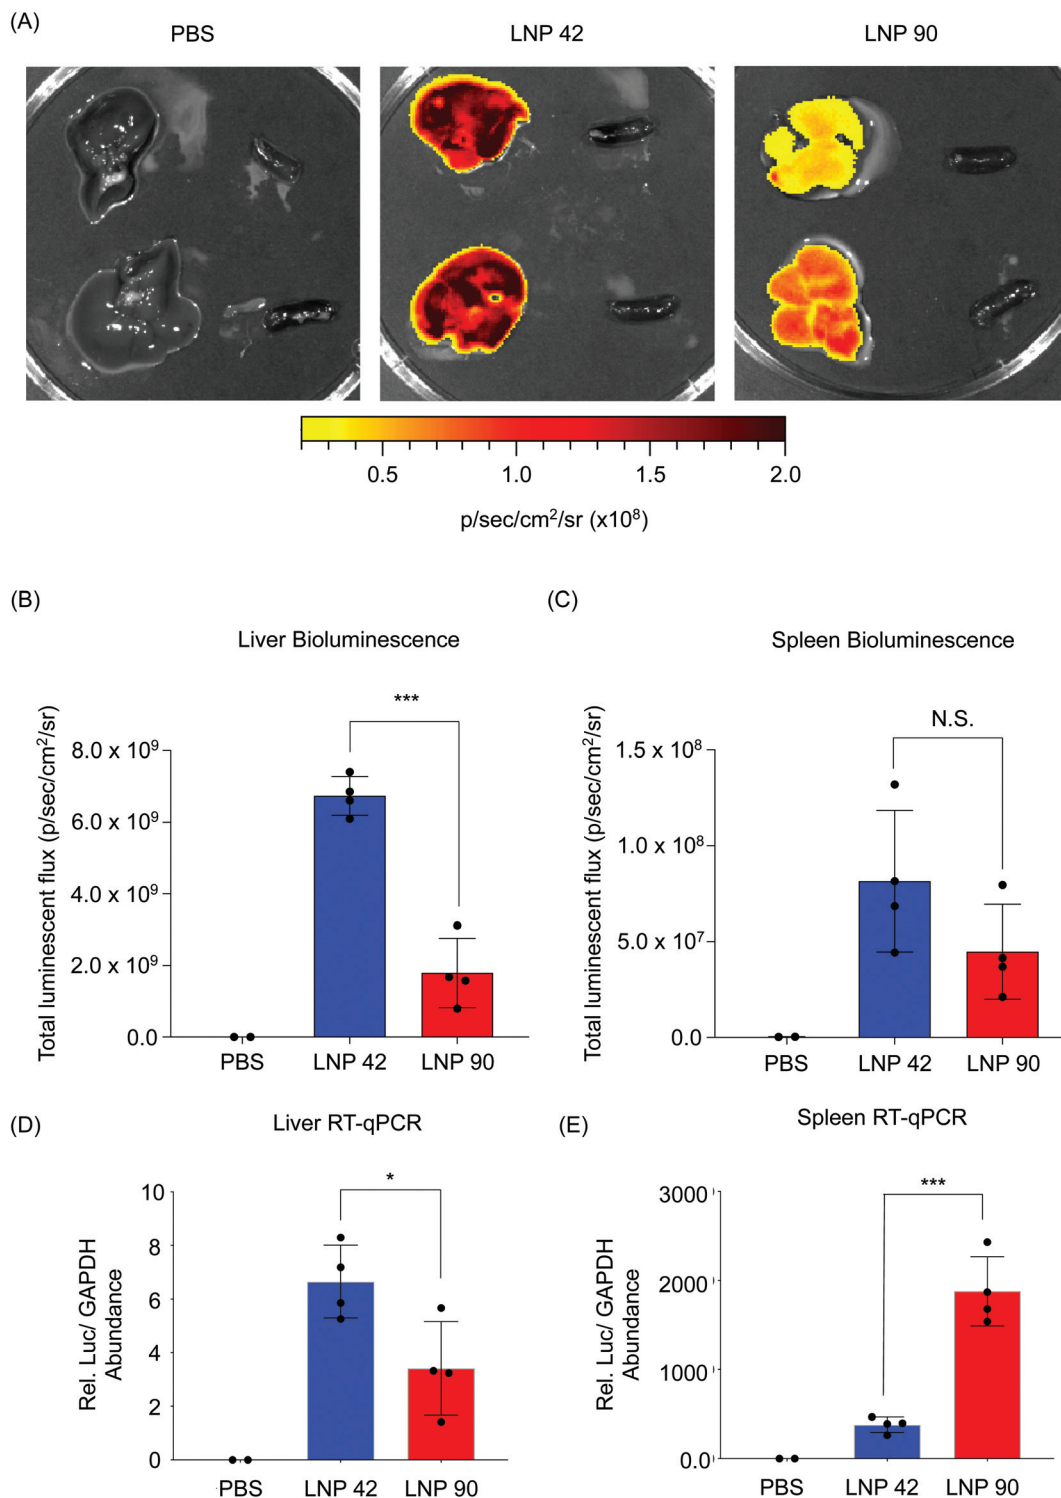 (A)
PBS
LNP 42
LNP 90
0.5
1.0
1.5
2.0
p/sec/cm²/sr (x10⁸)
(B)
Liver Bioluminescence
Total luminescent flux (p/sec/cm²/sr)
8.0 x 10⁹
6.0 x 10⁹
4.0 x 10⁹
2.0 x 10⁹
0.0
***
PBS
LNP 42
LNP 90
(C)
Spleen Bioluminescence
Total luminescent flux (p/sec/cm²/sr)
1.5 x 10⁸
1.0 x 10⁸
5.0 x 10⁷
0.0
N.S.
PBS
LNP 42
LNP 90
(D)
Liver RT-qPCR
Rel. Luc/ GAPDH
Abundance
10
8
6
4
2
0
*
PBS
LNP 42
LNP 90
(E)
Spleen RT-qPCR
Rel. Luc/ GAPDH
Abundance
3000
2000
1000
0.0
***
PBS
LNP 42
LNP 90